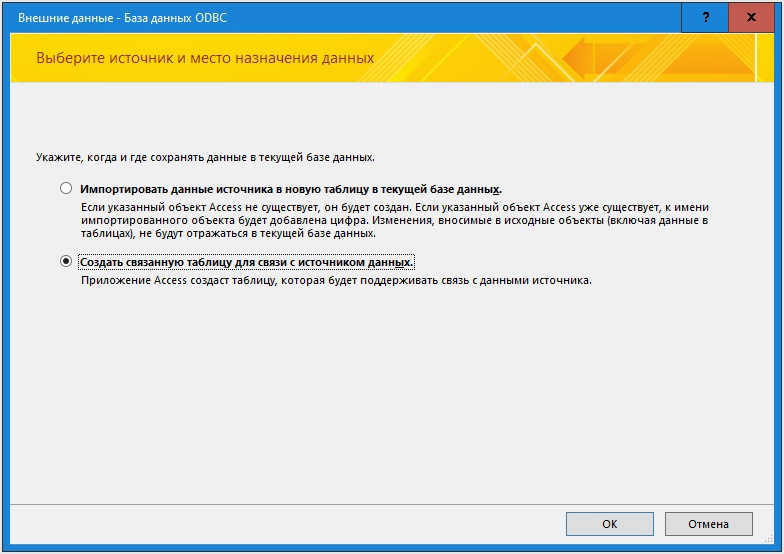 Внешние данные - База данных ODBC
? X
Выберите источник и место назначения данных
Укажите, когда и где сохранять данные в текущей базе данных.
Импортировать данные источника в новую таблицу в текущей базе данных.
Если указанный объект Access не существует, он будет создан. Если указанный объект Access уже существует, к имени
импортированного объекта будет добавлена цифра. Изменения, вносимые в исходные объекты (включая данные в
таблицах), не будут отражаться в текущей базе данных.
Создать связанную таблицу для связи с источником данных.
Приложение Access создаст таблицу, которая будет поддерживать связь с данными источника.
ОК Отмена